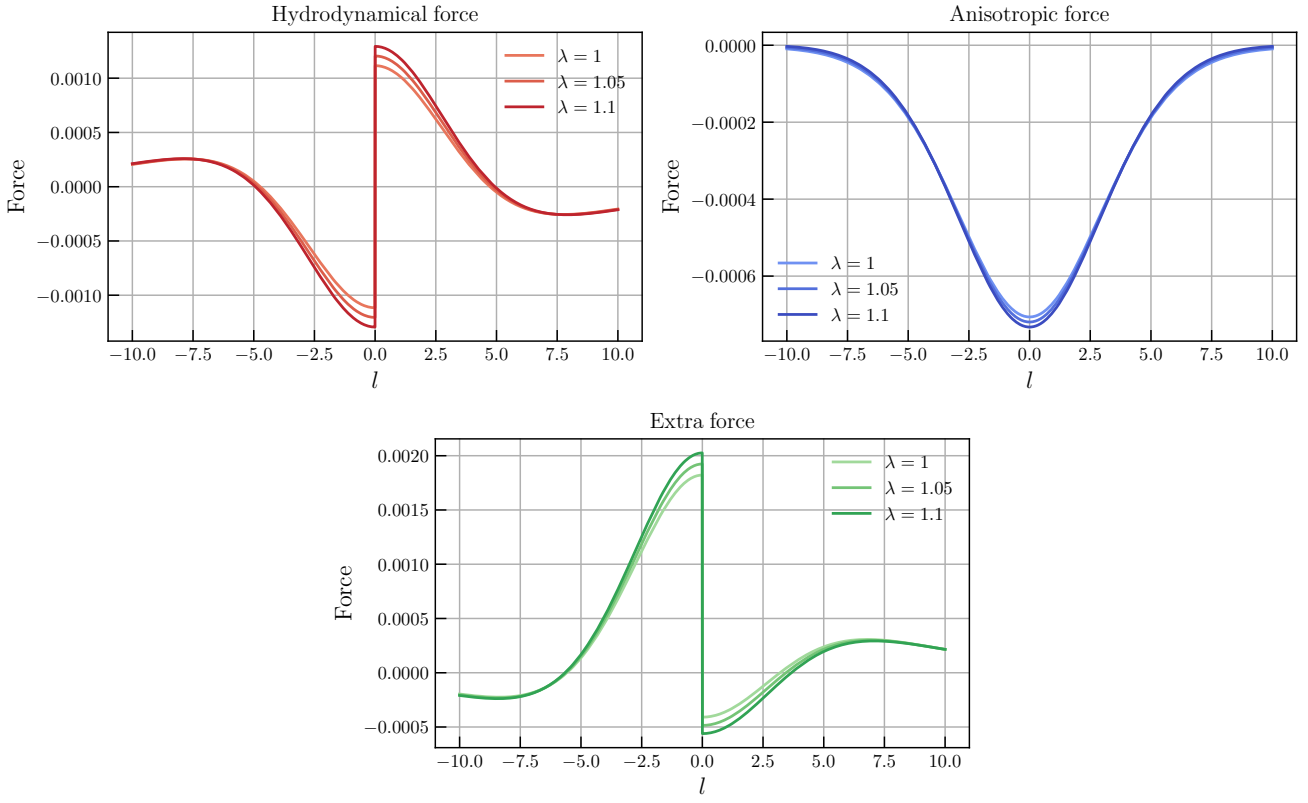 Hydrodynamical force
Force
0.0010
0.0005
0.0000
−0.0005
−0.0010
λ = 1
λ = 1.05
λ = 1.1
−10.0 −7.5 −5.0 −2.5 0.0 2.5 5.0 7.5 10.0
l
Anisotropic force
Force
0.0000
−0.0002
−0.0004
−0.0006
λ = 1
λ = 1.05
λ = 1.1
−10.0 −7.5 −5.0 −2.5 0.0 2.5 5.0 7.5 10.0
l
Extra force
Force
0.0020
0.0015
0.0010
0.0005
0.0000
−0.0005
λ = 1
λ = 1.05
λ = 1.1
−10.0 −7.5 −5.0 −2.5 0.0 2.5 5.0 7.5 10.0
l